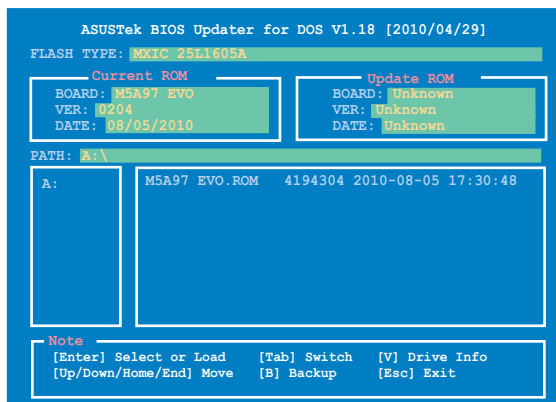 ASUSTek BIOS Updater for DOS V1.18 [2010/04/29]
FLASH TYPE: MXIC 25L1605A
Current ROM
BOARD: M5A97 EVO
VER: 0204
DATE: 08/05/2010
Update ROM
BOARD: Unknown
VER: Unknown
DATE: Unknown
PATH: A:\
A:
M5A97 EVO.ROM 4194304 2010-08-05 17:30:48
Note
[Enter] Select or Load [Tab] Switch [V] Drive Info
[Up/Down/Home/End] Move [B] Backup [Esc] Exit